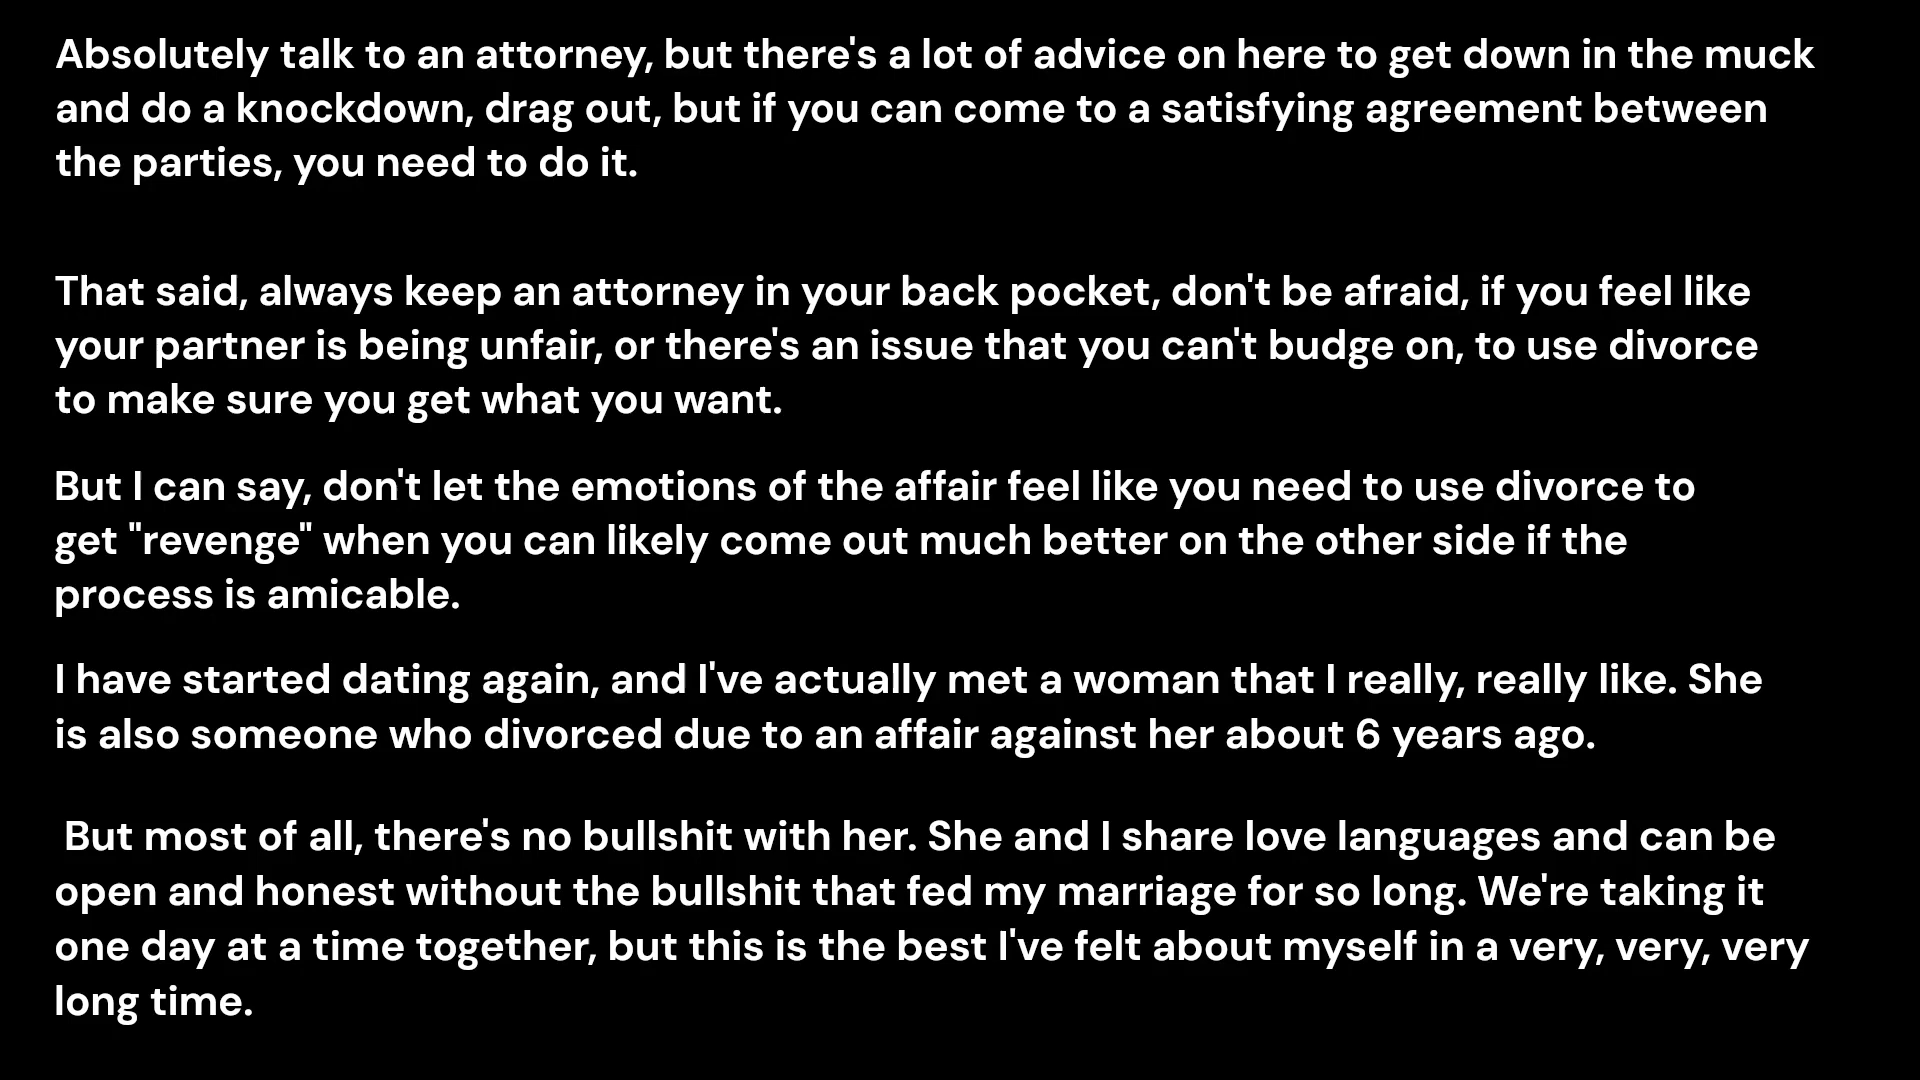 Absolutely talk to an attorney, but there's a lot of advice on here to get down in the muck
and do a knockdown, drag out, but if you can come to a satisfying agreement between
the parties, you need to do it.
That said, always keep an attorney in your back pocket, don't be afraid, if you feel like
your partner is being unfair, or there's an issue that you can't budge on, to use divorce
to make sure you get what you want.
But I can say, don't let the emotions of the affair feel like you need to use divorce to
get "revenge" when you can likely come out much better on the other side if the
process is amicable.
I have started dating again, and I've actually met a woman that I really, really like. She
is also someone who divorced due to an affair against her about 6 years ago.
But most of all, there's no bullshit with her. She and I share love languages and can be
open and honest without the bullshit that fed my marriage for so long. We're taking it
one day at a time together, but this is the best I've felt about myself in a very, very, very
long time.